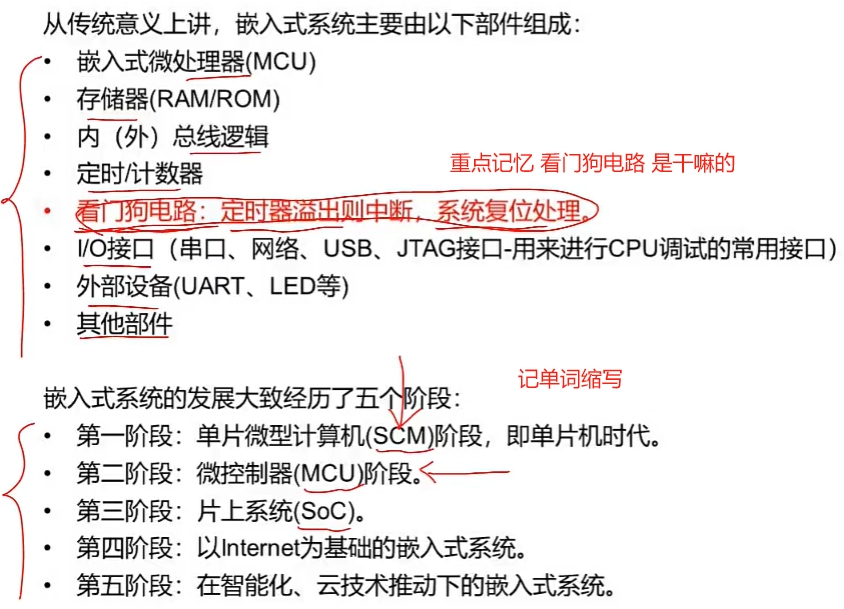 从传统意义上讲，嵌入式系统主要由以下部件组成：
• 嵌入式微处理器(MCU)
• 存储器(RAM/ROM)
• 内（外）总线逻辑
• 定时/计数器
重点记忆 看门狗电路 是干嘛的
• 看门狗电路：定时器溢出则中断，系统复位处理。
• I/O接口（串口、网络、USB、JTAG接口-用来进行CPU调试的常用接口）
• 外部设备(UART、LED等)
• 其他部件
记单词缩写
嵌入式系统的发展大致经历了五个阶段：
• 第一阶段：单片微型计算机(SCM)阶段，即单片机时代。
• 第二阶段：微控制器(MCU)阶段。
• 第三阶段：片上系统(SoC)。
• 第四阶段：以Internet为基础的嵌入式系统。
• 第五阶段：在智能化、云技术推动下的嵌入式系统。